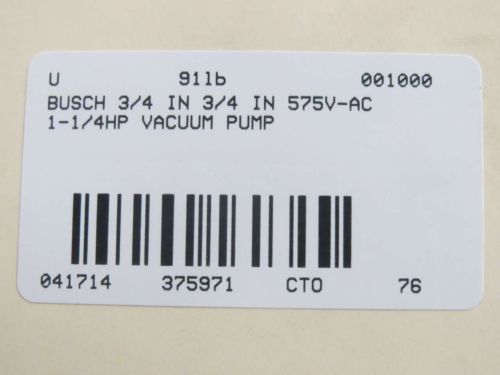 U 91lb 001000
BUSCH 3/4 IN 3/4 IN 575V-AC
1-1/4HP VACUUM PUMP
041714 375971 CTO 76